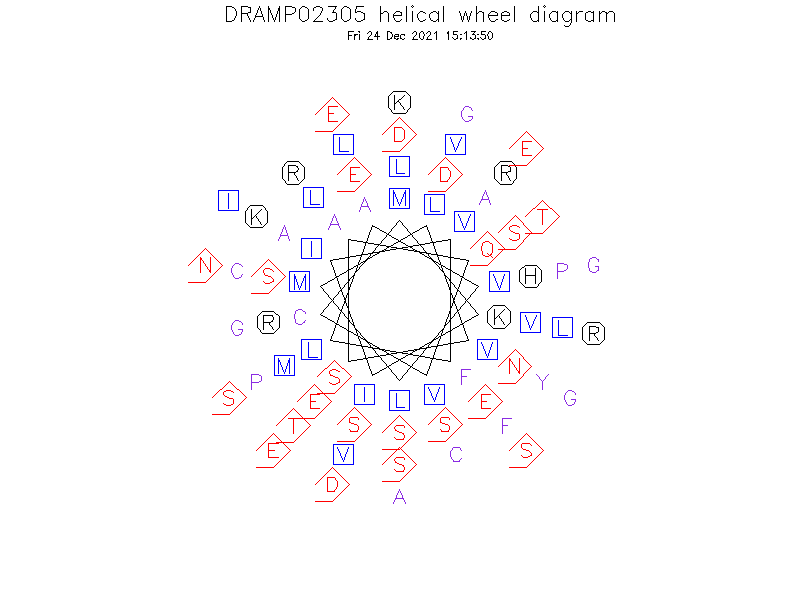 DRAMP02305 helical wheel diagram
Fri 24 Dec 2021 15:13:50
K
E G
D
L V E
L
R E D R
I L A M L A
K A V T
A S
I Q
N C P G
S M V H
C K
G R V L R
L V
M N
P S F Y
S E I L V E G
T S S S F
E V C S
S
D
A